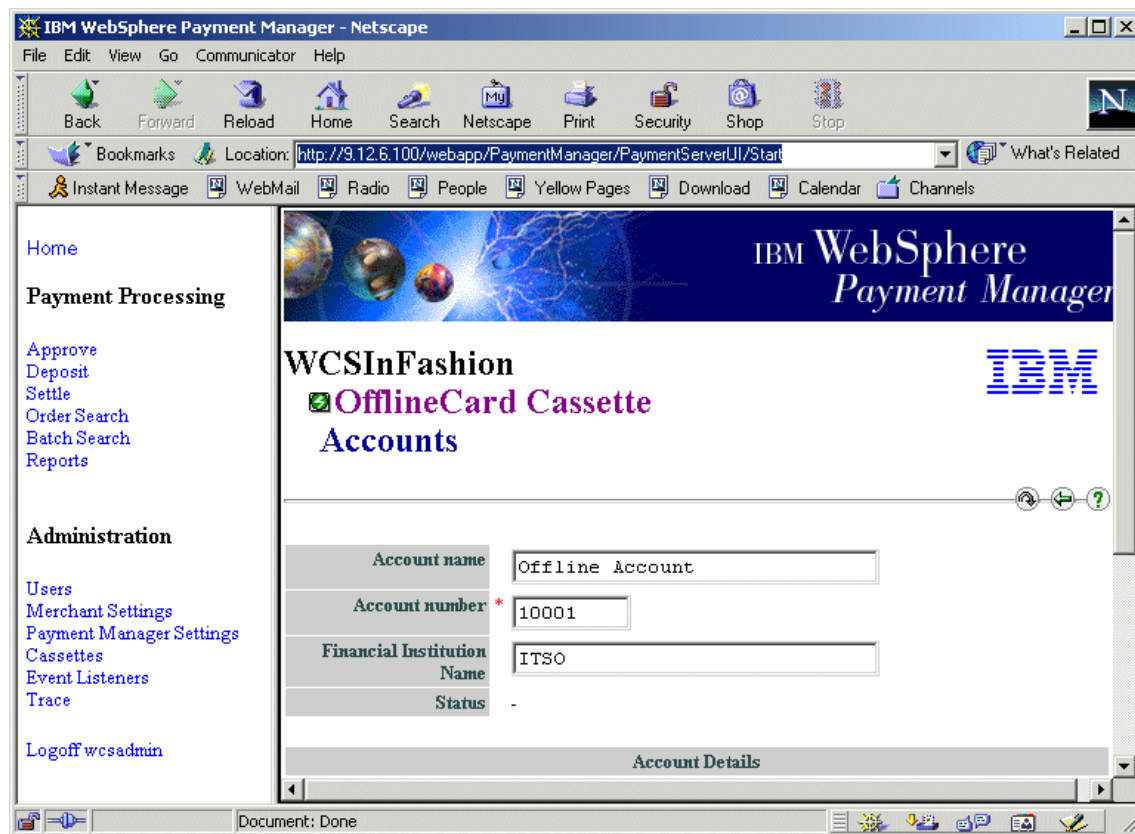 IBM WebSphere Payment Manager - Netscape
File Edit View Go Communicator Help
Back Forward Reload Home Search Netscape Print Security Shop Stop
My
N
Bookmarks Location: http://9.12.6.100/webapp/PaymentManager/PaymentServerUI/Start What's Related
Instant Message WebMail Radio People Yellow Pages Download Calendar Channels
Home
Payment Processing
Approve
Deposit
Settle
Order Search
Batch Search
Reports
Administration
Users
Merchant Settings
Payment Manager Settings
Cassettes
Event Listeners
Trace
Logoff wcsadmin
IBM WebSphere
Payment Manager
WCSInFashion
IBM
OfflineCard Cassette
Accounts
?
Account name Offline Account
Account number * 10001
Financial Institution
Name ITSO
Status -
Account Details
Document: Done